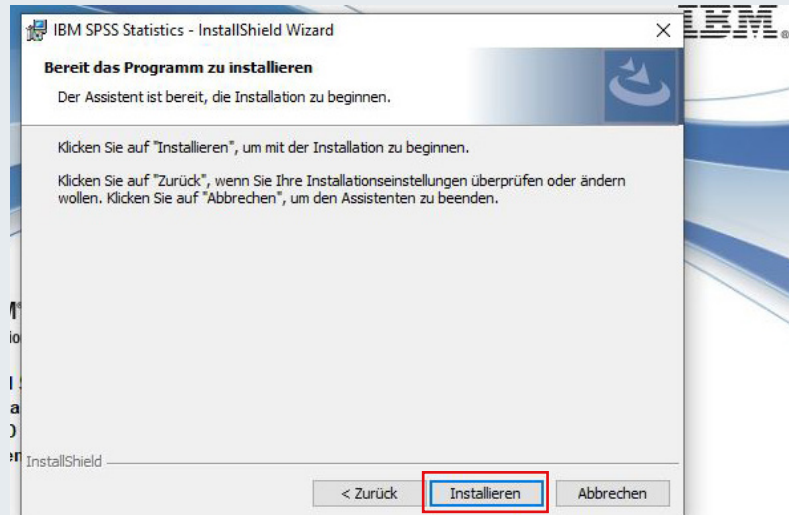 IBM SPSS Statistics - InstallShield Wizard
IBM®
Bereit das Programm zu installieren
Der Assistent ist bereit, die Installation zu beginnen.
Klicken Sie auf "Installieren", um mit der Installation zu beginnen.
Klicken Sie auf "Zurück", wenn Sie Ihre Installationseinstellungen überprüfen oder ändern
wollen. Klicken Sie auf "Abbrechen", um den Assistenten zu beenden.
InstallShield
< Zurück Installieren Abbrechen